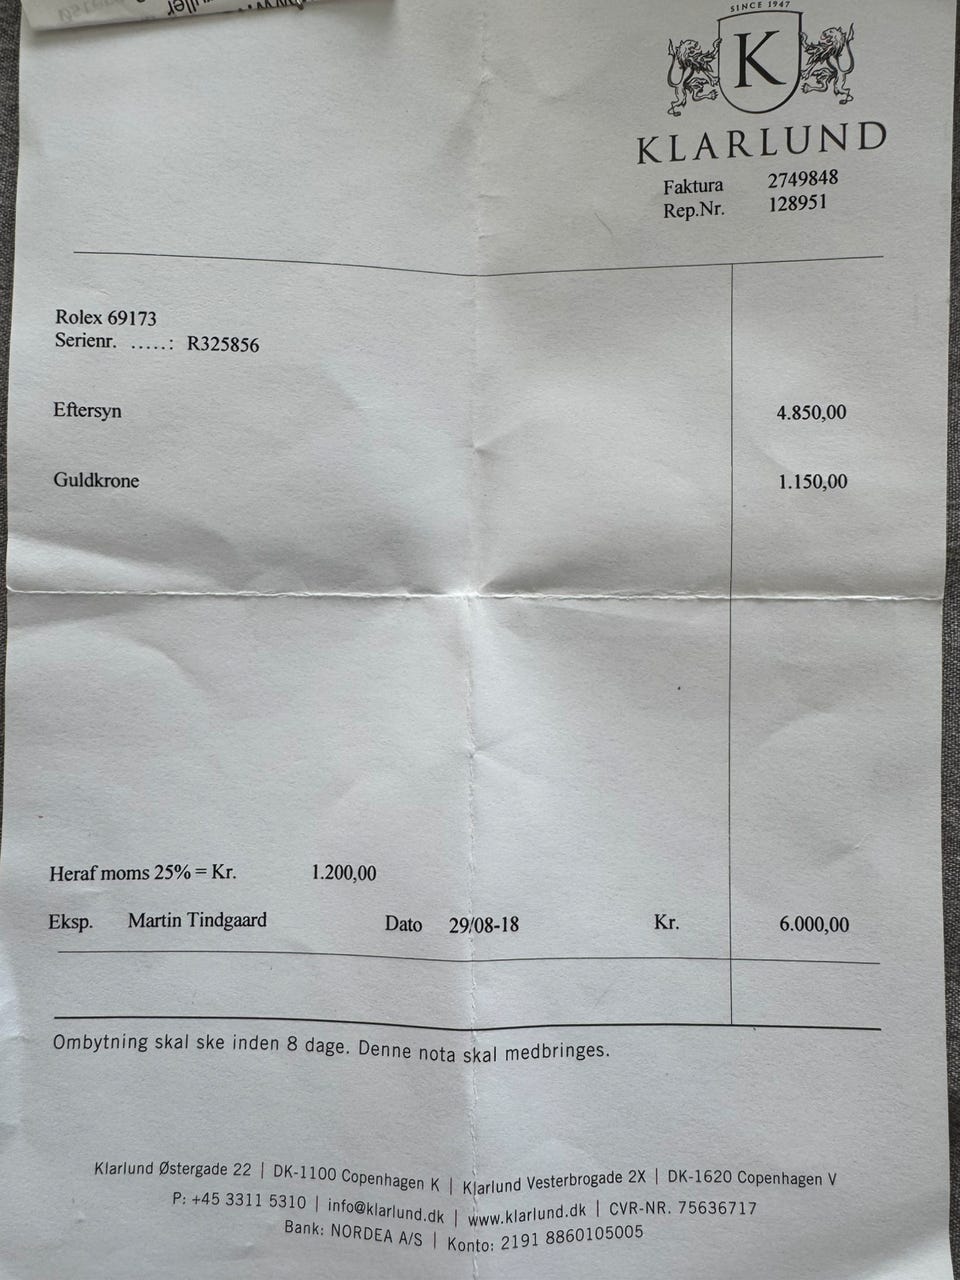 SINCE 1947
K
KLARLUND
Faktura 2749848
Rep.Nr. 128951
Rolex 69173
Serienr. .....: R325856
Eftersyn 4.850,00
Guldkrone 1.150,00
Heraf moms 25% = Kr. 1.200,00
Eksp. Martin Tindgaard Dato 29/08-18 Kr. 6.000,00
Ombytning skal ske inden 8 dage. Denne nota skal medbringes.
Klarlund Østergade 22 | DK-1100 Copenhagen K | Klarlund Vesterbrogade 2X | DK-1620 Copenhagen V
P: +45 3311 5310 | info@klarlund.dk | www.klarlund.dk | CVR-NR. 75636717
Bank: NORDEA A/S | Konto: 2191 8860105005